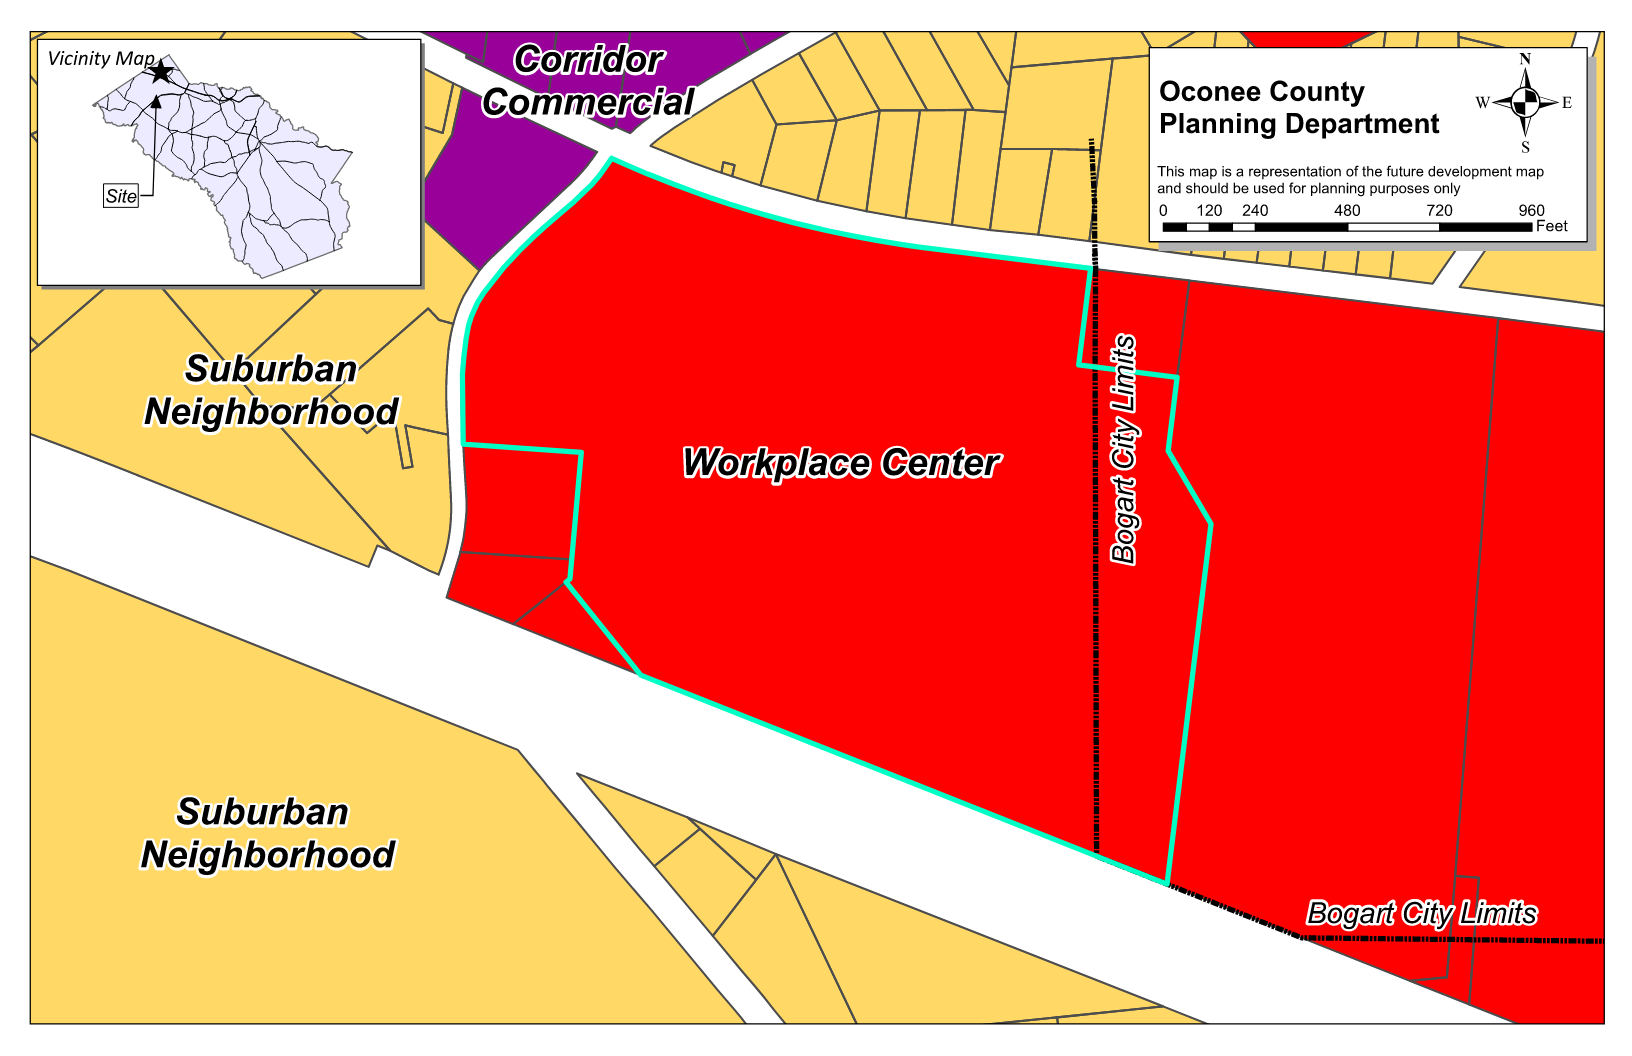 Vicinity Map
Site
Corridor
Commercial
Oconee County
Planning Department
N
W
E
S
This map is a representation of the future development map
and should be used for planning purposes only
0 120 240 480 720 960
Feet
Suburban
Neighborhood
Workplace Center
Bogart City Limits
Suburban
Neighborhood
Bogart City Limits